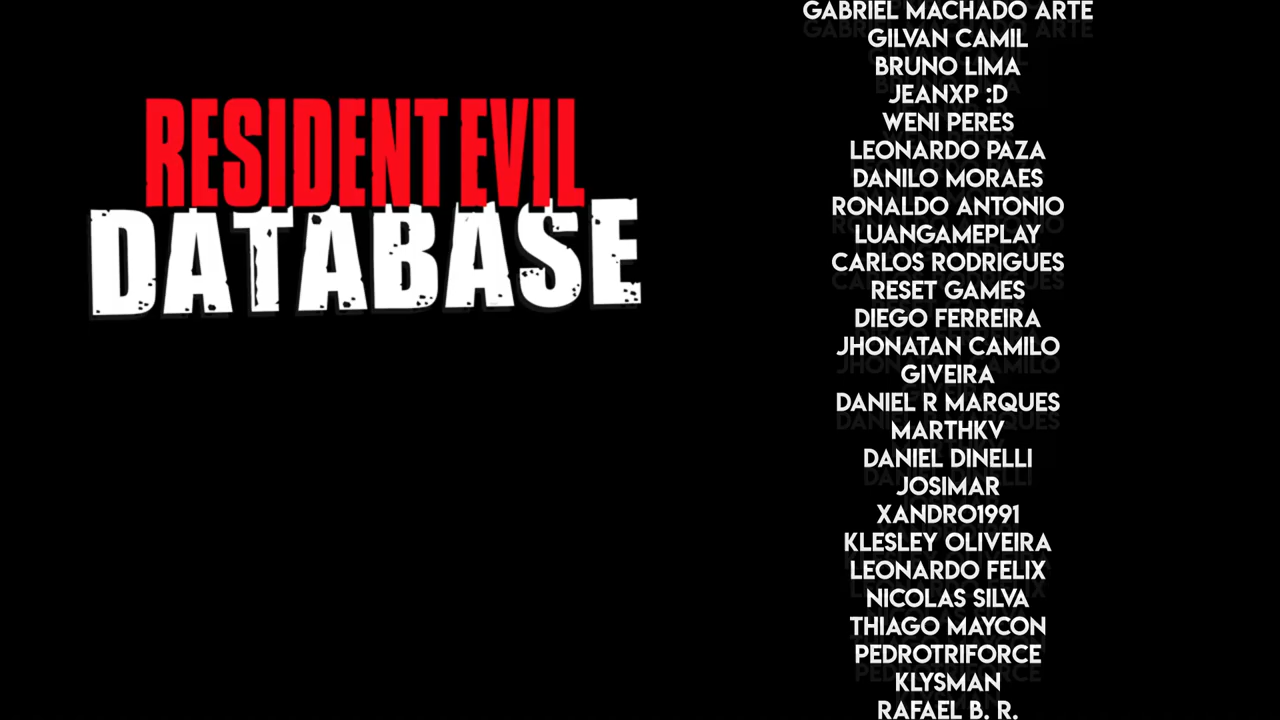 RESIDENT EVIL
DATABASE
GABRIEL MACHADO ARTE
GILVAN CAMIL
BRUNO LIMA
JEANXP :D
WENI PERES
LEONARDO PAZA
DANILO MORAES
RONALDO ANTONIO
LUANGAMEPLAY
CARLOS RODRIGUES
RESET GAMES
DIEGO FERREIRA
JHONATAN CAMILO
GIVEIRA
DANIEL R MARQUES
MARTHKV
DANIEL DINELLI
JOSIMAR
XANDRO1991
KLESLEY OLIVEIRA
LEONARDO FELIX
NICOLAS SILVA
THIAGO MAYCON
PEDROTRIFORCE
KLYSMAN
RAFAEL B. R.